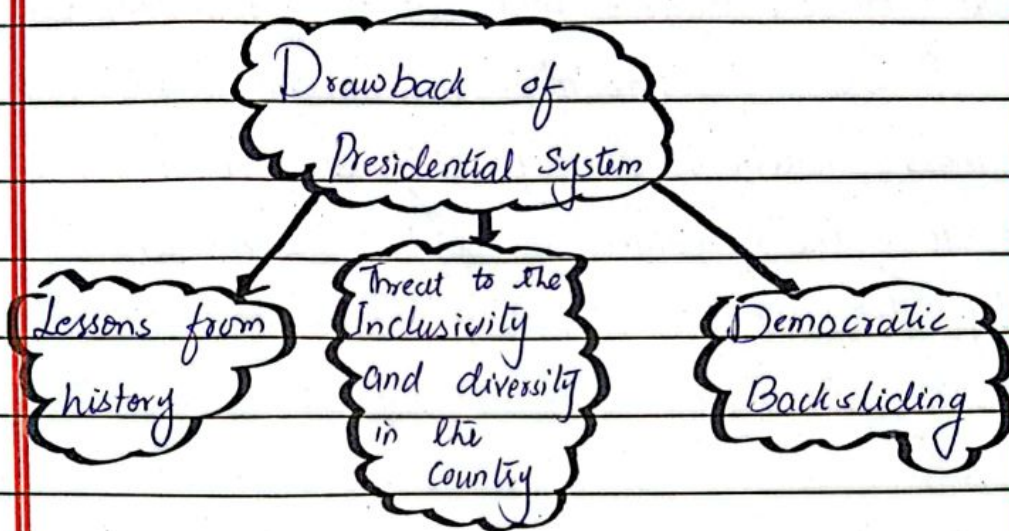 Drawback of
Presidential System
Lessons from
history
Threat to the
Inclusivity
and diversity
in the
Country
Democratic
Backsliding